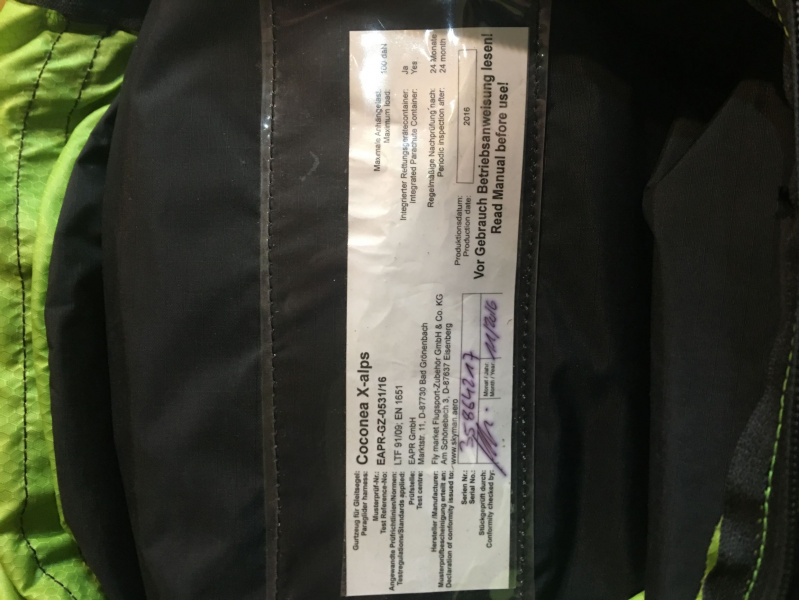 Gurtzeug für Gleitsegel:
Paraglider harness: Coconea X-alps
Musterprüf-Nr.:
Test Reference-No: EAPR-GZ-0531/16
Angewandte Prüfrichtlinien/Normen:
Testregulations/Standards applied: LTF 91/09; EN 1651
Prüfstelle: EAPR GmbH
Test centre: Marktstr. 11, D-87730 Bad Grönenbach
Hersteller /Manufacturer: Fly market Flugsport-Zubehör GmbH & Co. KG
Musterprüfbescheinigung erteilt an: Am Schönebach 3, D-87637 Eisenberg
Declaration of conformity issued to: www.skyman.aero
Serien Nr.:
Serial No.: 35864217
Stückgeprüft durch:
Conformity checked by:
Monat / Jahr:
Month / Year: 11/2016
Maximale Anhängelast: 100 daN
Maximum load:
Integrierter Rettungsgerätecontainer: Ja
Integrated Parachute Container: Yes
Regelmäßige Nachprüfung nach: 24 Monate
Periodic inspection after: 24 month
Produktionsdatum:
Production date: 2016
Vor Gebrauch Betriebsanweisung lesen!
Read Manual before use!